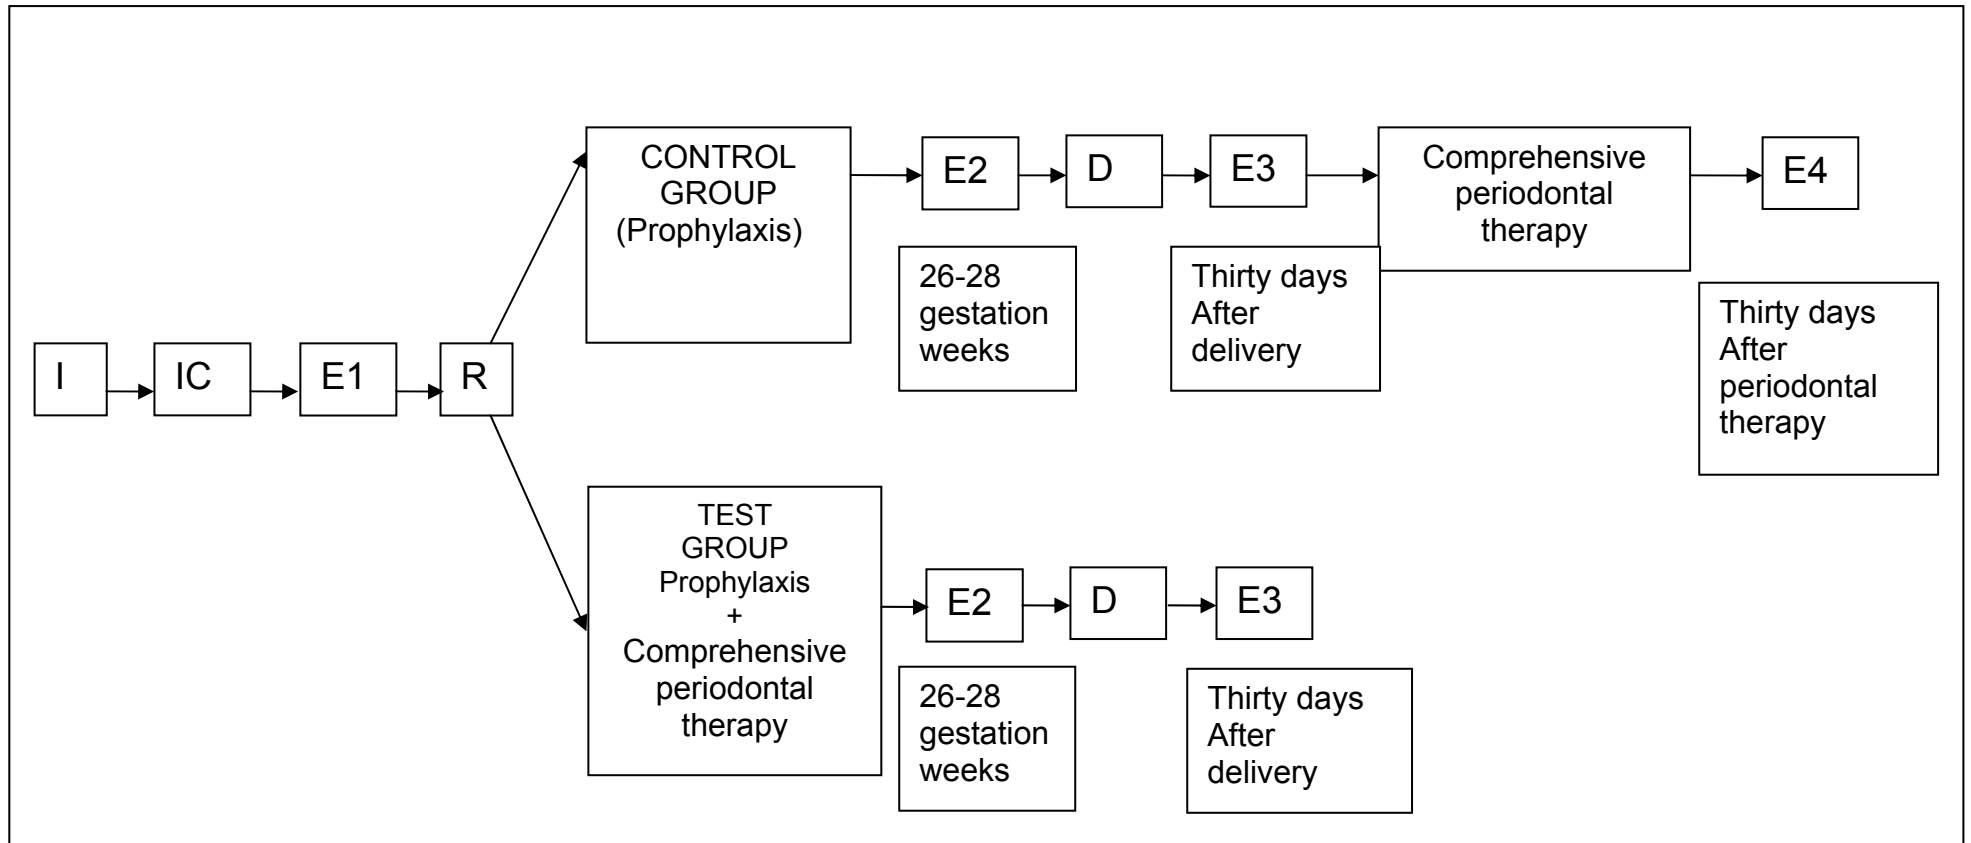 I
IC
E1
R
CONTROL
GROUP
(Prophylaxis)
E2
D
E3
Comprehensive
periodontal
therapy
E4
26-28
gestation
weeks
Thirty days
After
delivery
Thirty days
After
periodontal
therapy
TEST
GROUP
Prophylaxis
+
Comprehensive
periodontal
therapy
E2
D
E3
26-28
gestation
weeks
Thirty days
After
delivery